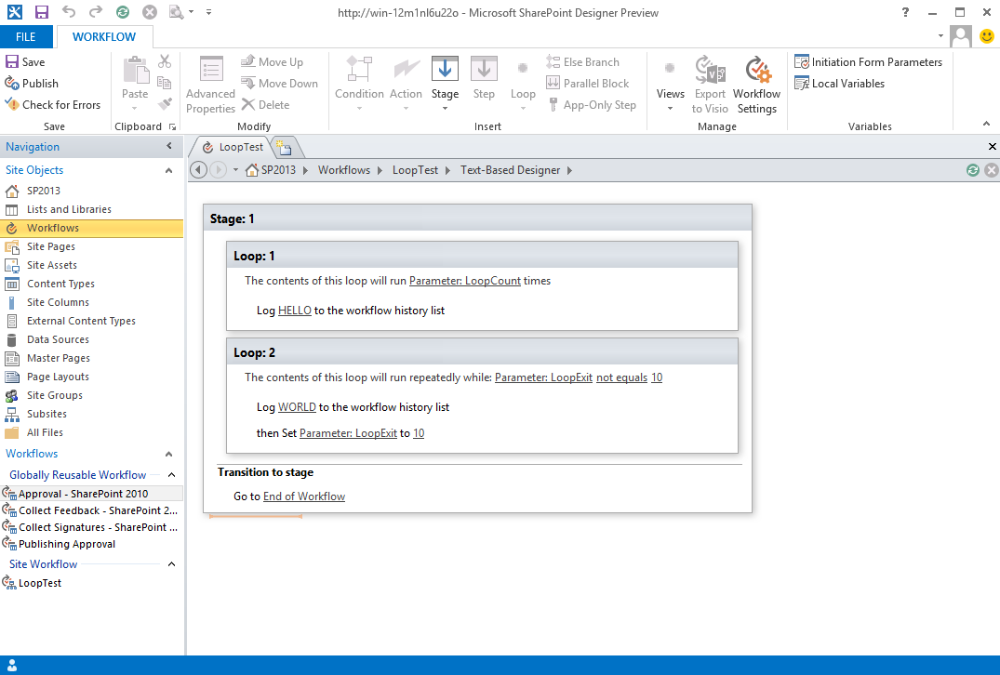 http://win-12m1nl6u22o - Microsoft SharePoint Designer Preview
?
FILE
WORKFLOW
Save
Publish
Check for Errors
Save
Paste
Clipboard
Advanced Properties
Move Up
Move Down
Delete
Modify
Condition
Action
Stage
Step
Loop
Else Branch
Parallel Block
App-Only Step
Insert
Views
Export to Visio
Workflow Settings
Manage
Initiation Form Parameters
Local Variables
Variables
Navigation
LoopTest
SP2013
Workflows
LoopTest
Text-Based Designer
Site Objects
SP2013
Lists and Libraries
Workflows
Site Pages
Site Assets
Content Types
Site Columns
External Content Types
Data Sources
Master Pages
Page Layouts
Site Groups
Subsites
All Files
Workflows
Globally Reusable Workflow
Approval - SharePoint 2010
Collect Feedback - SharePoint 2...
Collect Signatures - SharePoint ...
Publishing Approval
Site Workflow
LoopTest
Stage: 1
Loop: 1
The contents of this loop will run Parameter: LoopCount times
Log HELLO to the workflow history list
Loop: 2
The contents of this loop will run repeatedly while: Parameter: LoopExit not equals 10
Log WORLD to the workflow history list
then Set Parameter: LoopExit to 10
Transition to stage
Go to End of Workflow